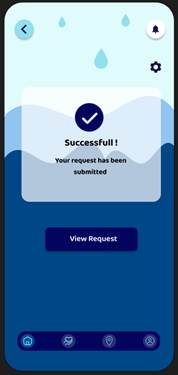 Successfull !
Your request has been
submitted
View Request